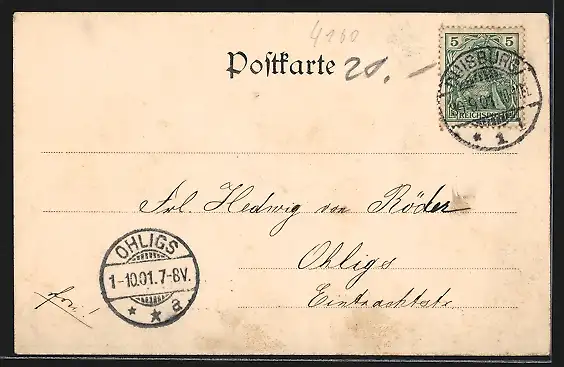 4160
Postkarte 20.-
5 5
DUISBURG
REICHSPOST
* 1
Frl. Hedwig von Röder
Ohligs
Eintrachtstr.
OHLIGS
1-10.01.7-8V.
* * a